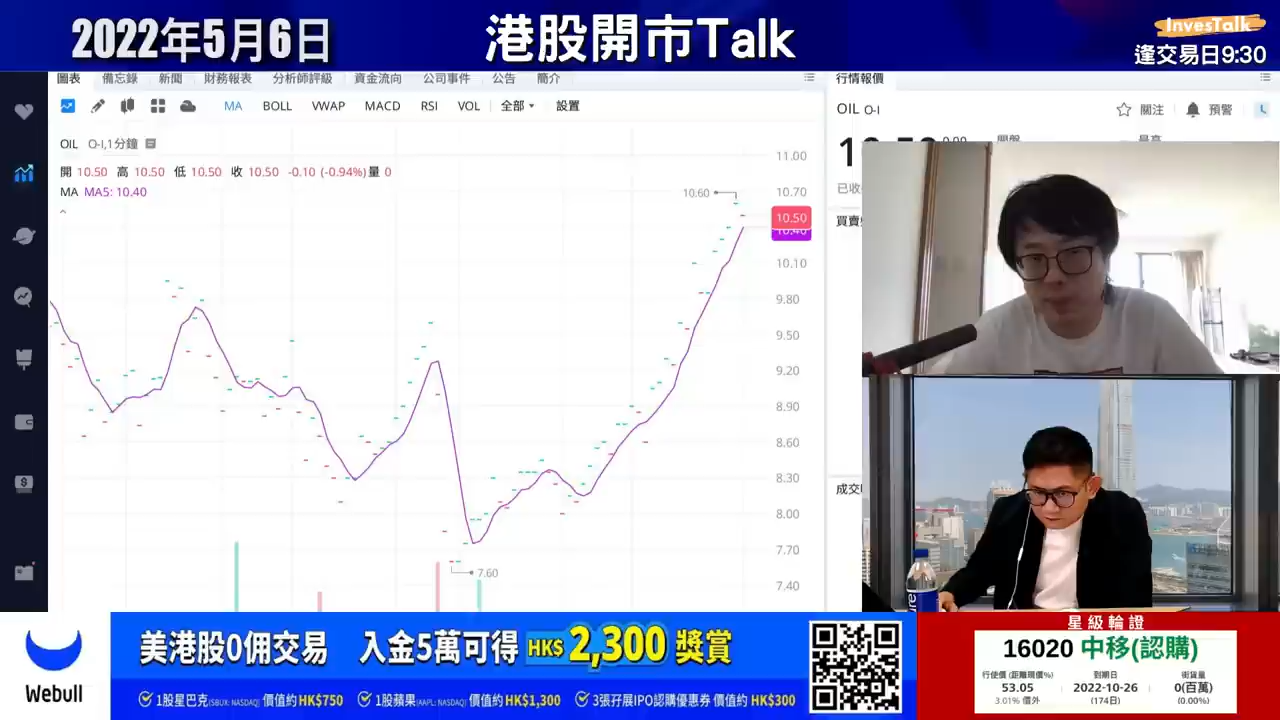 2022年5月6日
港股開市Talk
InvesTalk
逢交易日9:30
圖表 備忘錄 新聞 財務報表 分析師評級 資金流向 公司事件 公告 簡介
行情報價
MA BOLL VWAP MACD RSI VOL 全部 設置
OIL O-I
關注 預警
OIL O-I,1分鐘
開 10.50 高 10.50 低 10.50 收 10.50 -0.10 (-0.94%) 量 0
MA MA5: 10.40
11.00
10.70
10.60
10.50
10.40
10.10
9.80
9.50
9.20
8.90
8.60
8.30
8.00
7.70
7.60
7.40
已收
買賣
成交
Webull
美港股0佣交易 入金5萬可得 HK$ 2,300 獎賞
1股星巴克(SBUX: NASDAQ) 價值約 HK$750
1股蘋果(AAPL: NASDAQ) 價值約 HK$1,300
3張孖展IPO認購優惠券 價值約 HK$300
星級輪證
16020 中移(認購)
行使價 (距離現價%) 到期日 街貨量
53.05 2022-10-26 0(百萬)
3.01% 價外 (174日) (0.00%)